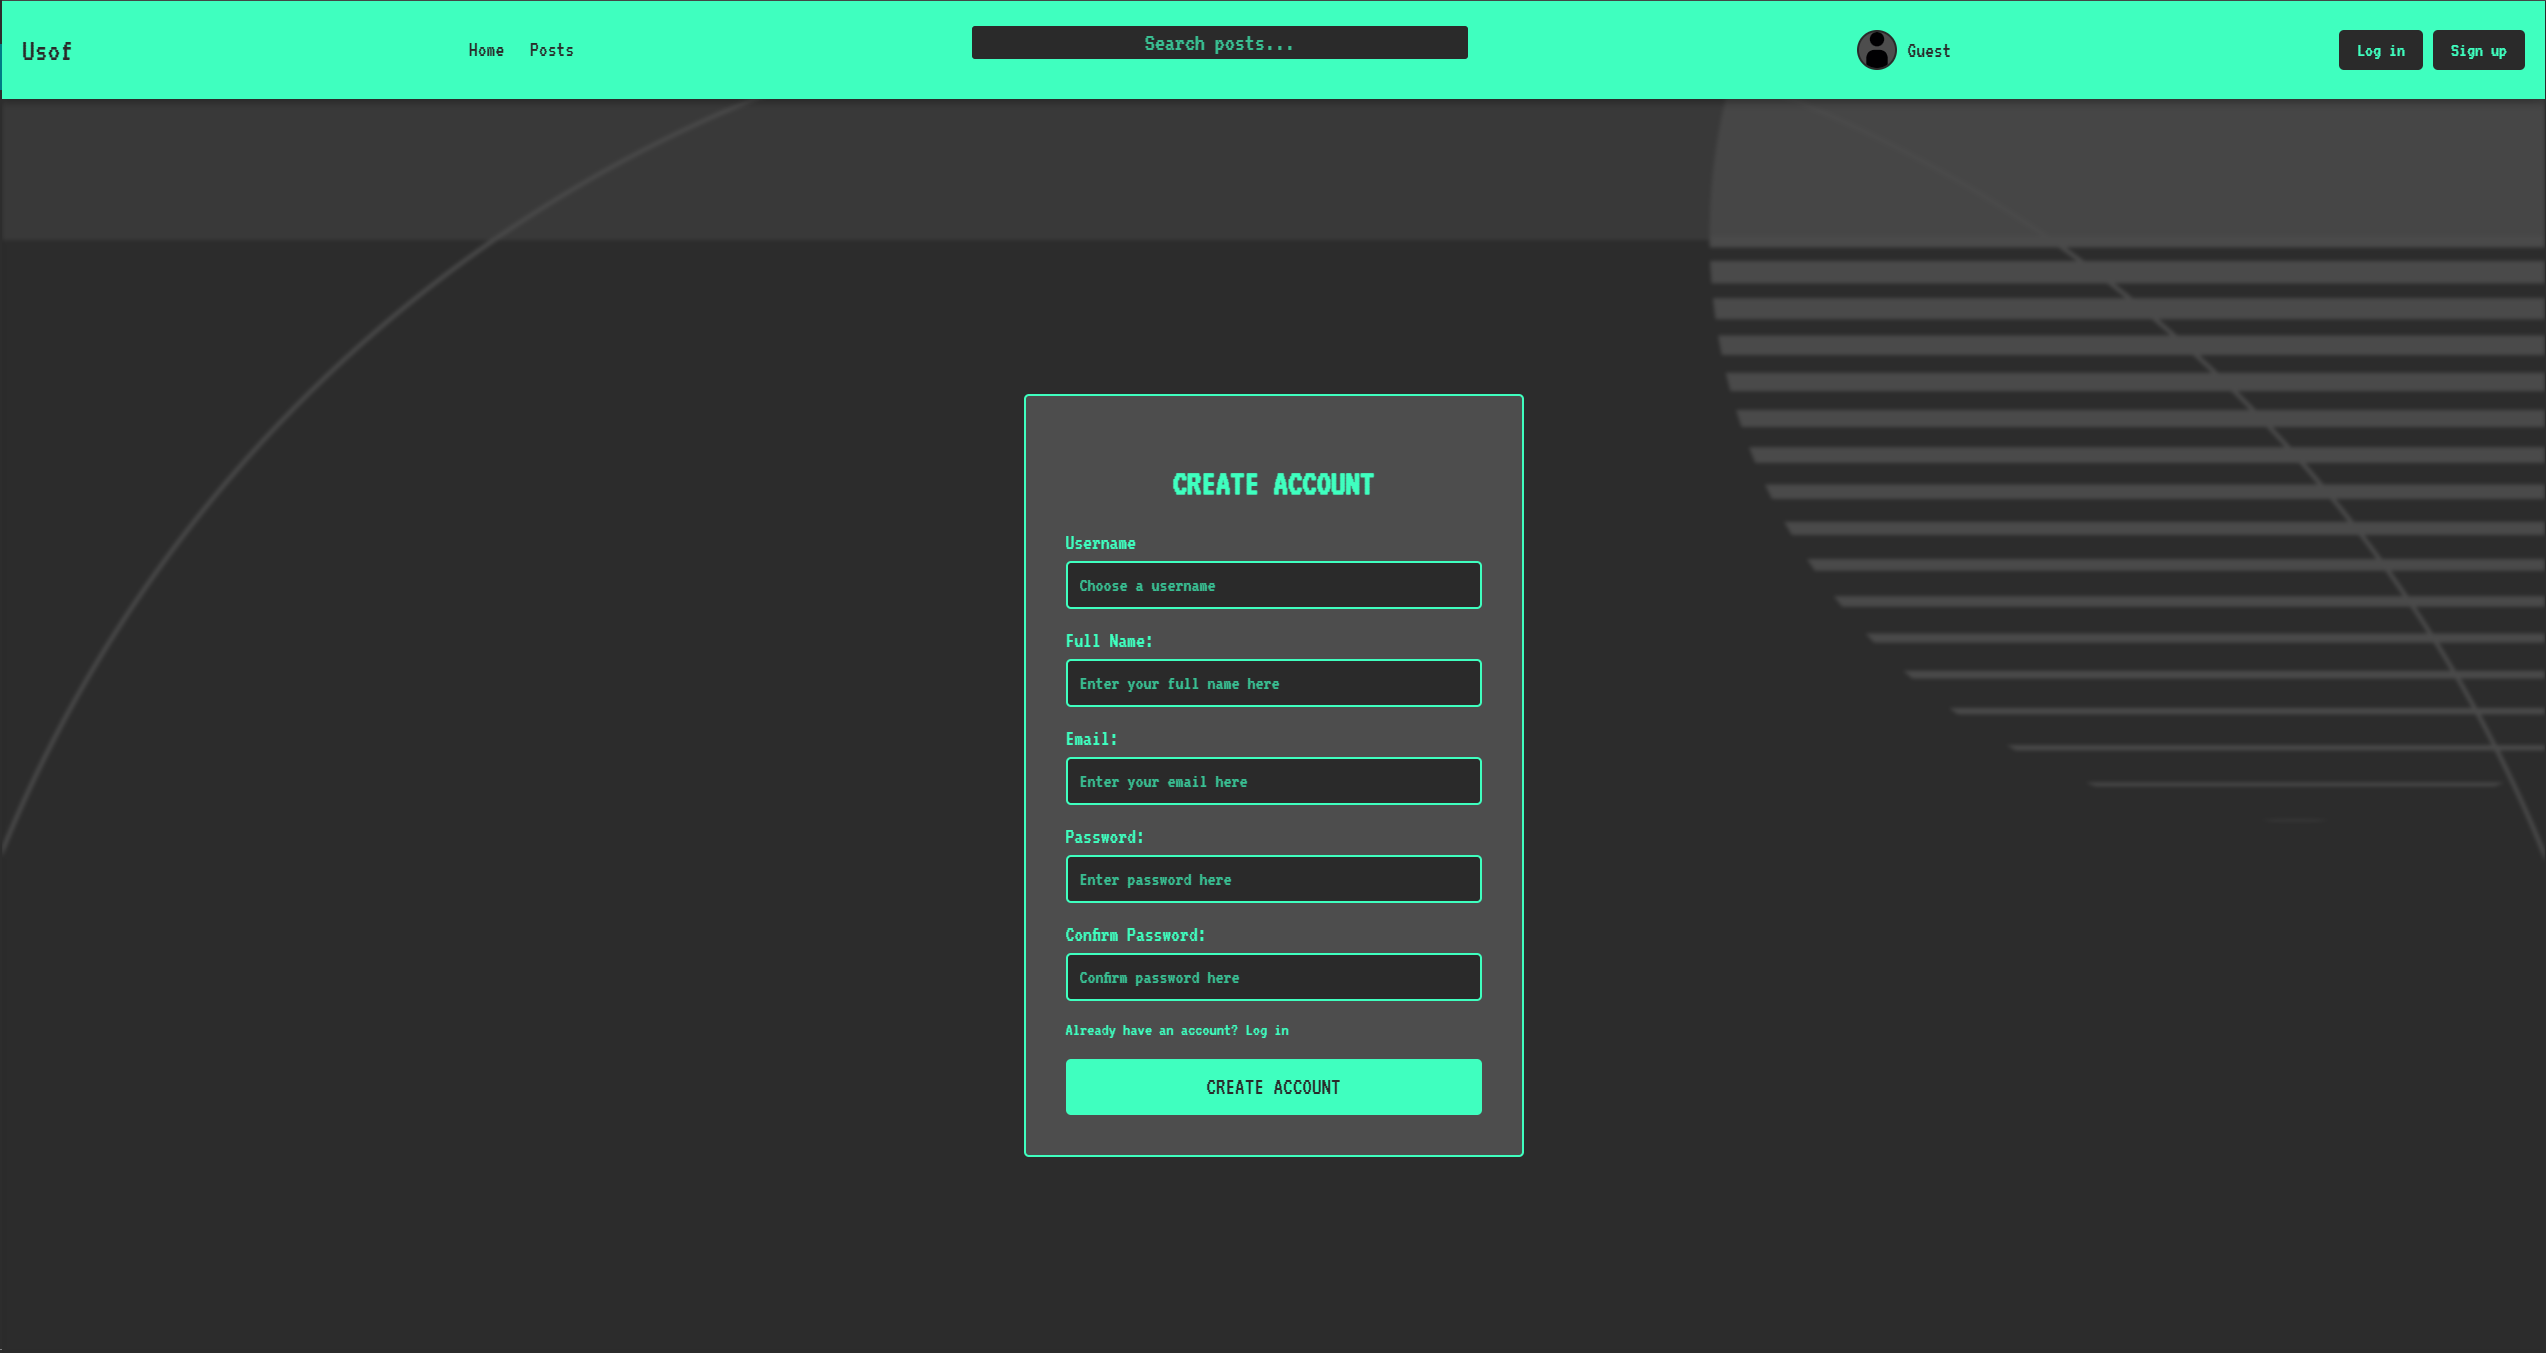 Usof
Home Posts
Search posts...
Guest
Log in
Sign up
CREATE ACCOUNT
Username
Choose a username
Full Name:
Enter your full name here
Email:
Enter your email here
Password:
Enter password here
Confirm Password:
Confirm password here
Already have an account? Log in
CREATE ACCOUNT